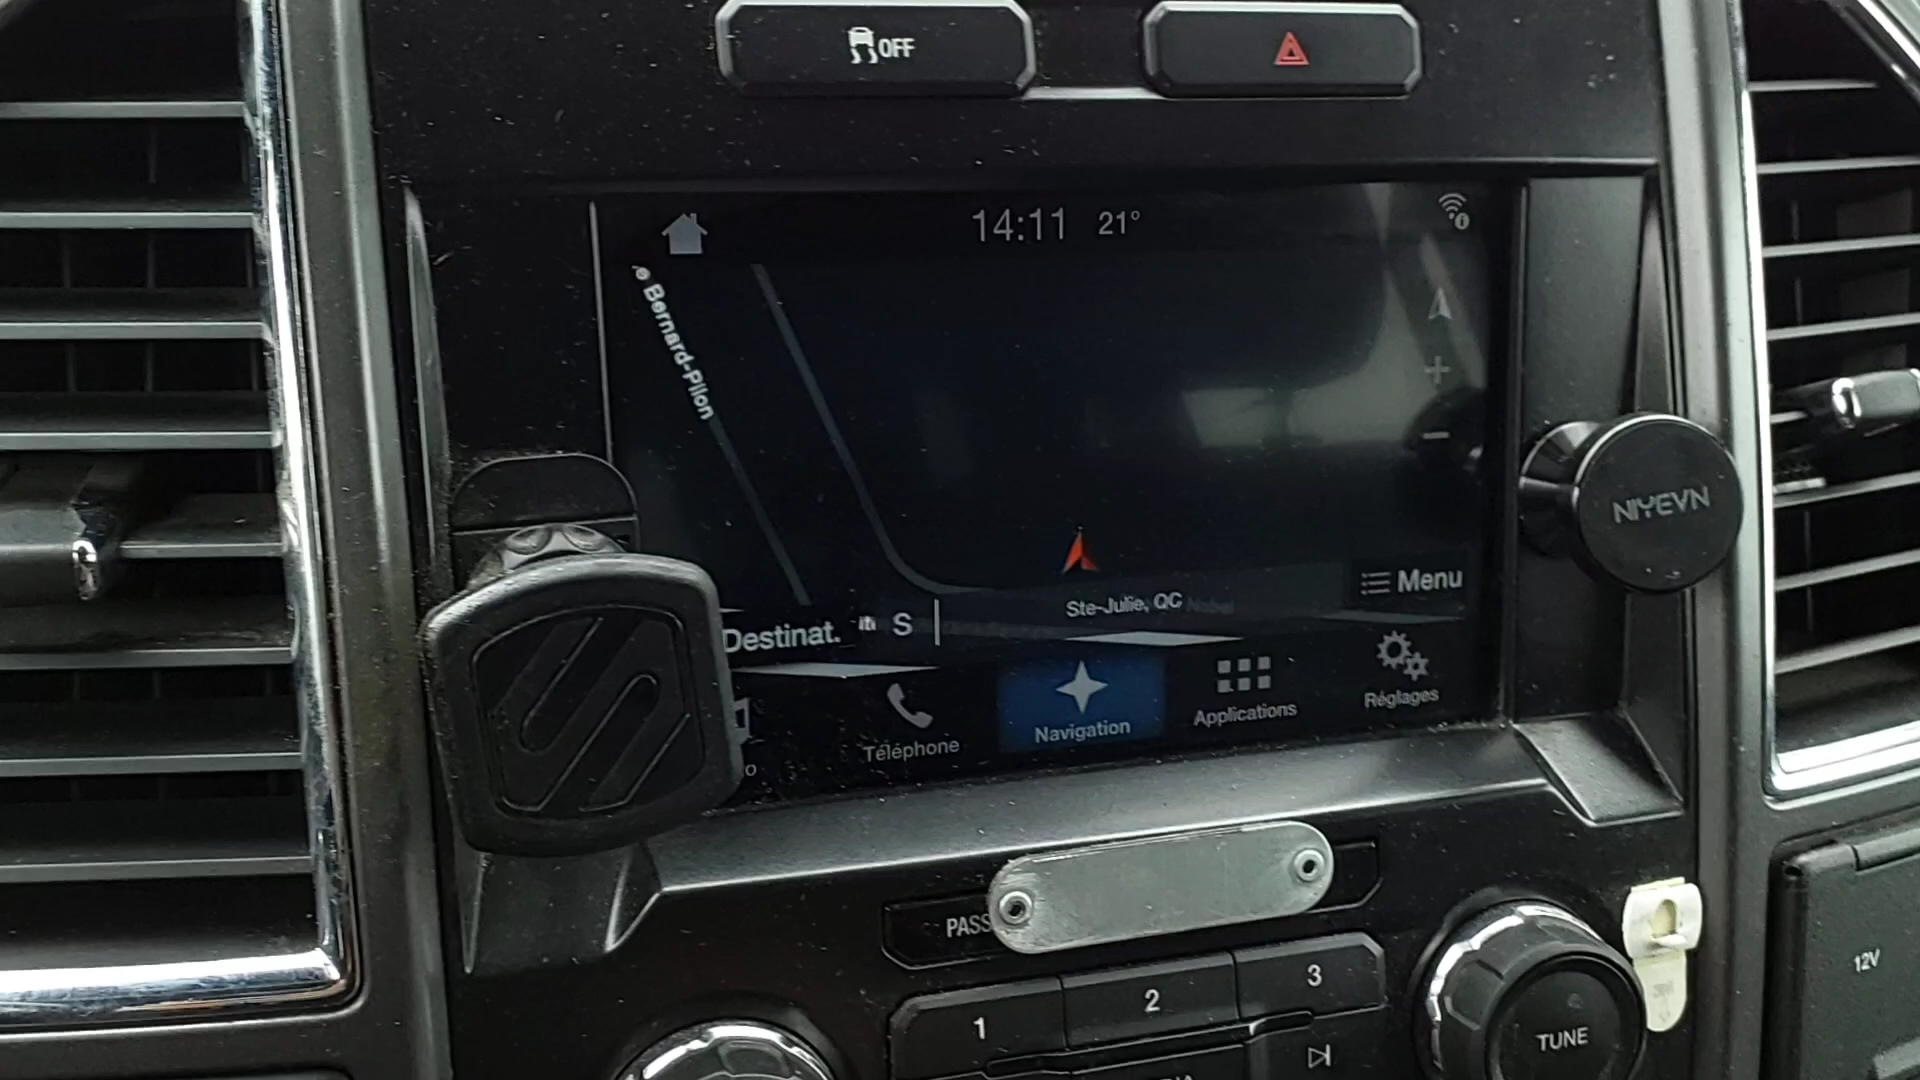 OFF
14:11 21°
e Bernard-Pilon
NIYEVN
Menu
Ste-Julie, QC Nobel
Destinat. S
Téléphone
Navigation
Applications
Réglages
PASS
1
2
3
12V
TUNE